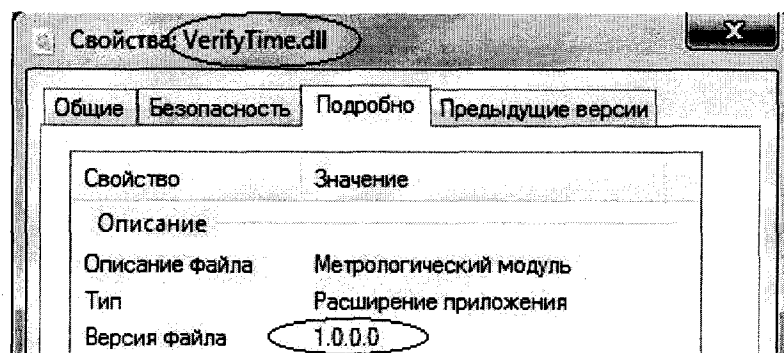 Свойства: VerifyTime.dll
Общие Безопасность Подробно Предыдущие версии
Свойство Значение
Описание
Описание файла Метрологический модуль
Тип Расширение приложения
Версия файла 1.0.0.0